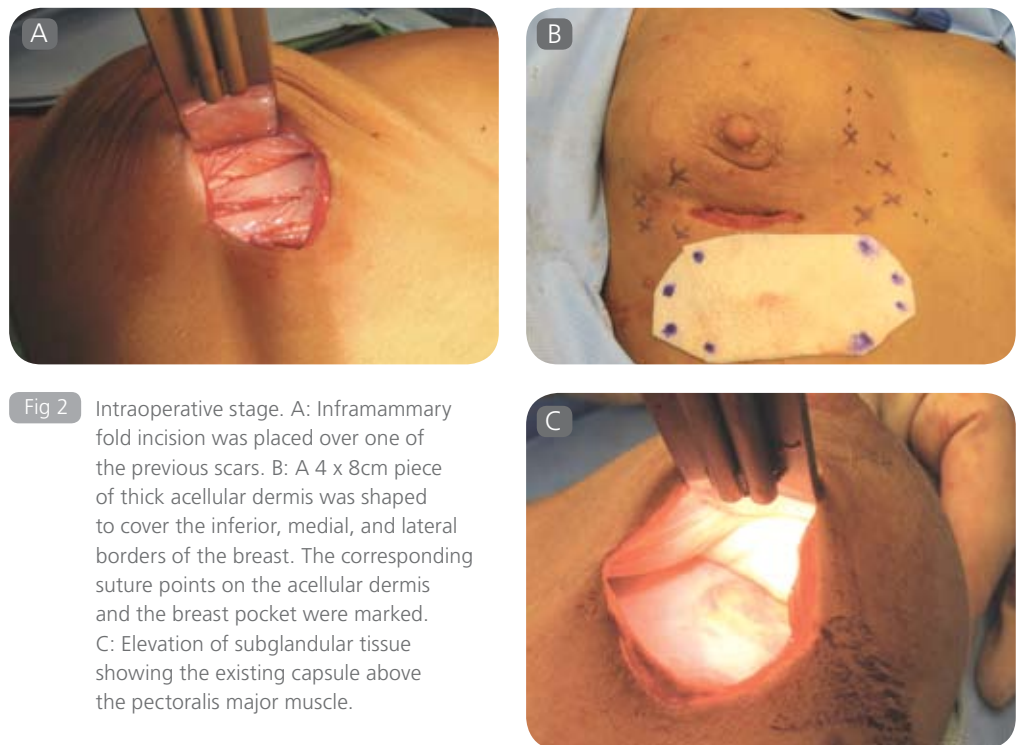 A
B
Fig 2
Intraoperative stage. A: Inframammary
fold incision was placed over one of
the previous scars. B: A 4 x 8cm piece
of thick acellular dermis was shaped
to cover the inferior, medial, and lateral
borders of the breast. The corresponding
suture points on the acellular dermis
and the breast pocket were marked.
C: Elevation of subglandular tissue
showing the existing capsule above
the pectoralis major muscle.
C